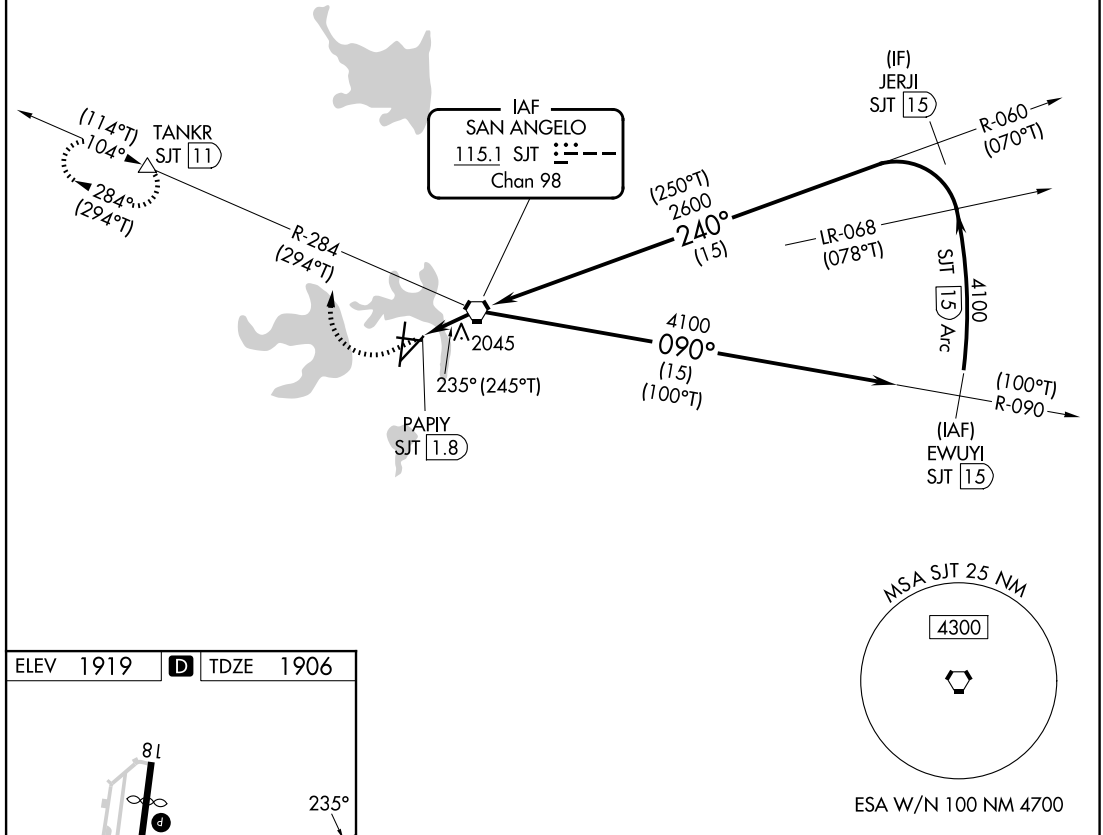 (IF)
JERJI
SJT 15
R-060
(070°T)
IAF
SAN ANGELO
115.1 SJT
Chan 98
(114°T)
104°
TANKR
SJT 11
284°
(294°T)
R-284
(294°T)
(250°T)
2600
240°
(15)
LR-068
(078°T)
SJT 15 Arc
4100
2045
235° (245°T)
4100
090°
(15)
(100°T)
(100°T)
R-090
PAPIY
SJT 1.8
(IAF)
EWUYI
SJT 15
MSA SJT 25 NM
4300
ESA W/N 100 NM 4700
ELEV 1919 D TDZE 1906
18
P
235°